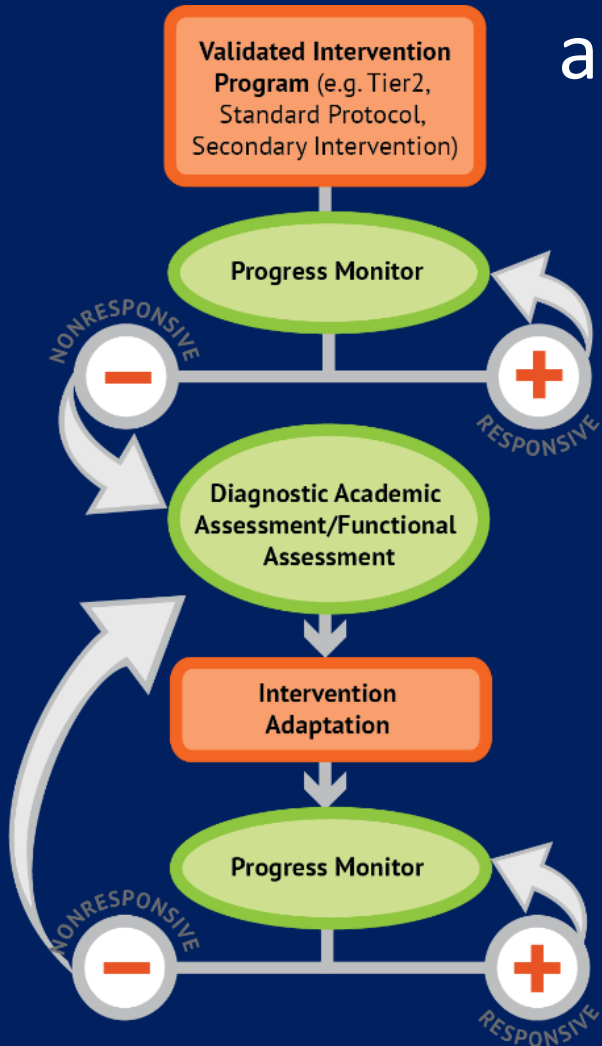 a
Validated Intervention
Program (e.g. Tier2,
Standard Protocol,
Secondary Intervention)
Progress Monitor
NONRESPONSIVE
RESPONSIVE
Diagnostic Academic
Assessment/Functional
Assessment
Intervention
Adaptation
Progress Monitor
NONRESPONSIVE
RESPONSIVE